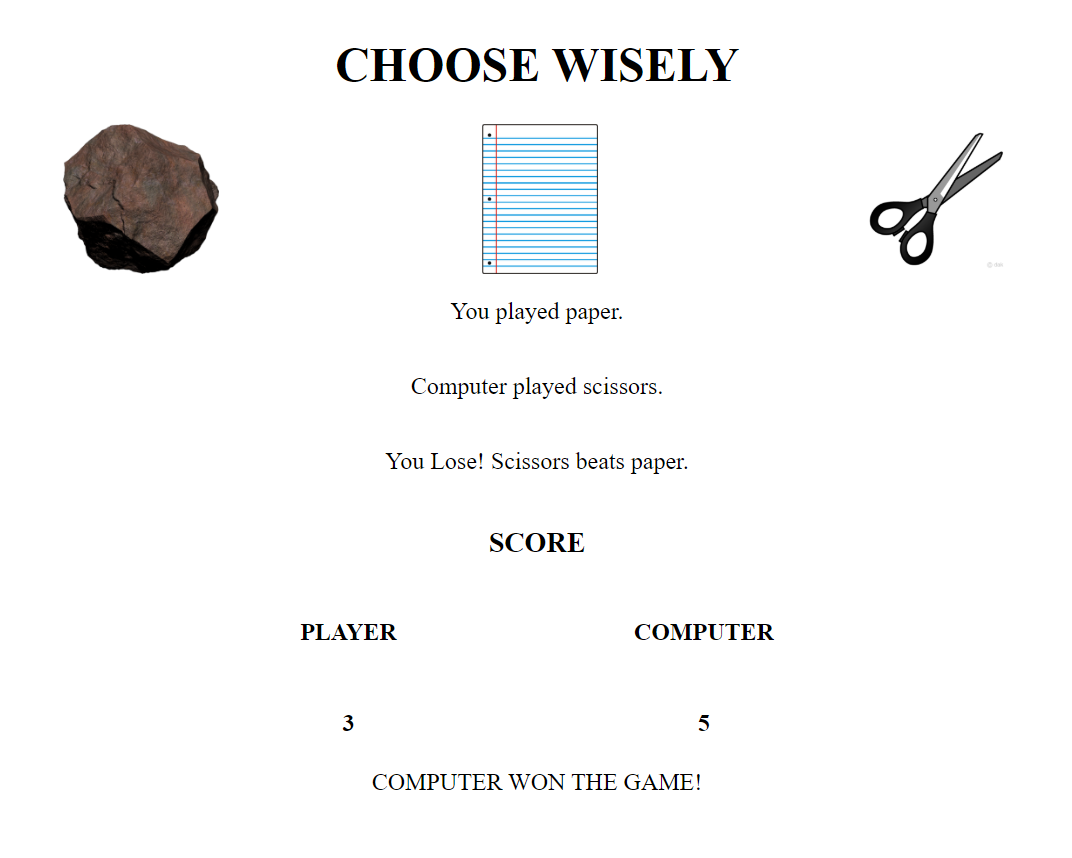 CHOOSE WISELY
You played paper.
Computer played scissors.
You Lose! Scissors beats paper.
SCORE
PLAYER COMPUTER
3 5
COMPUTER WON THE GAME!